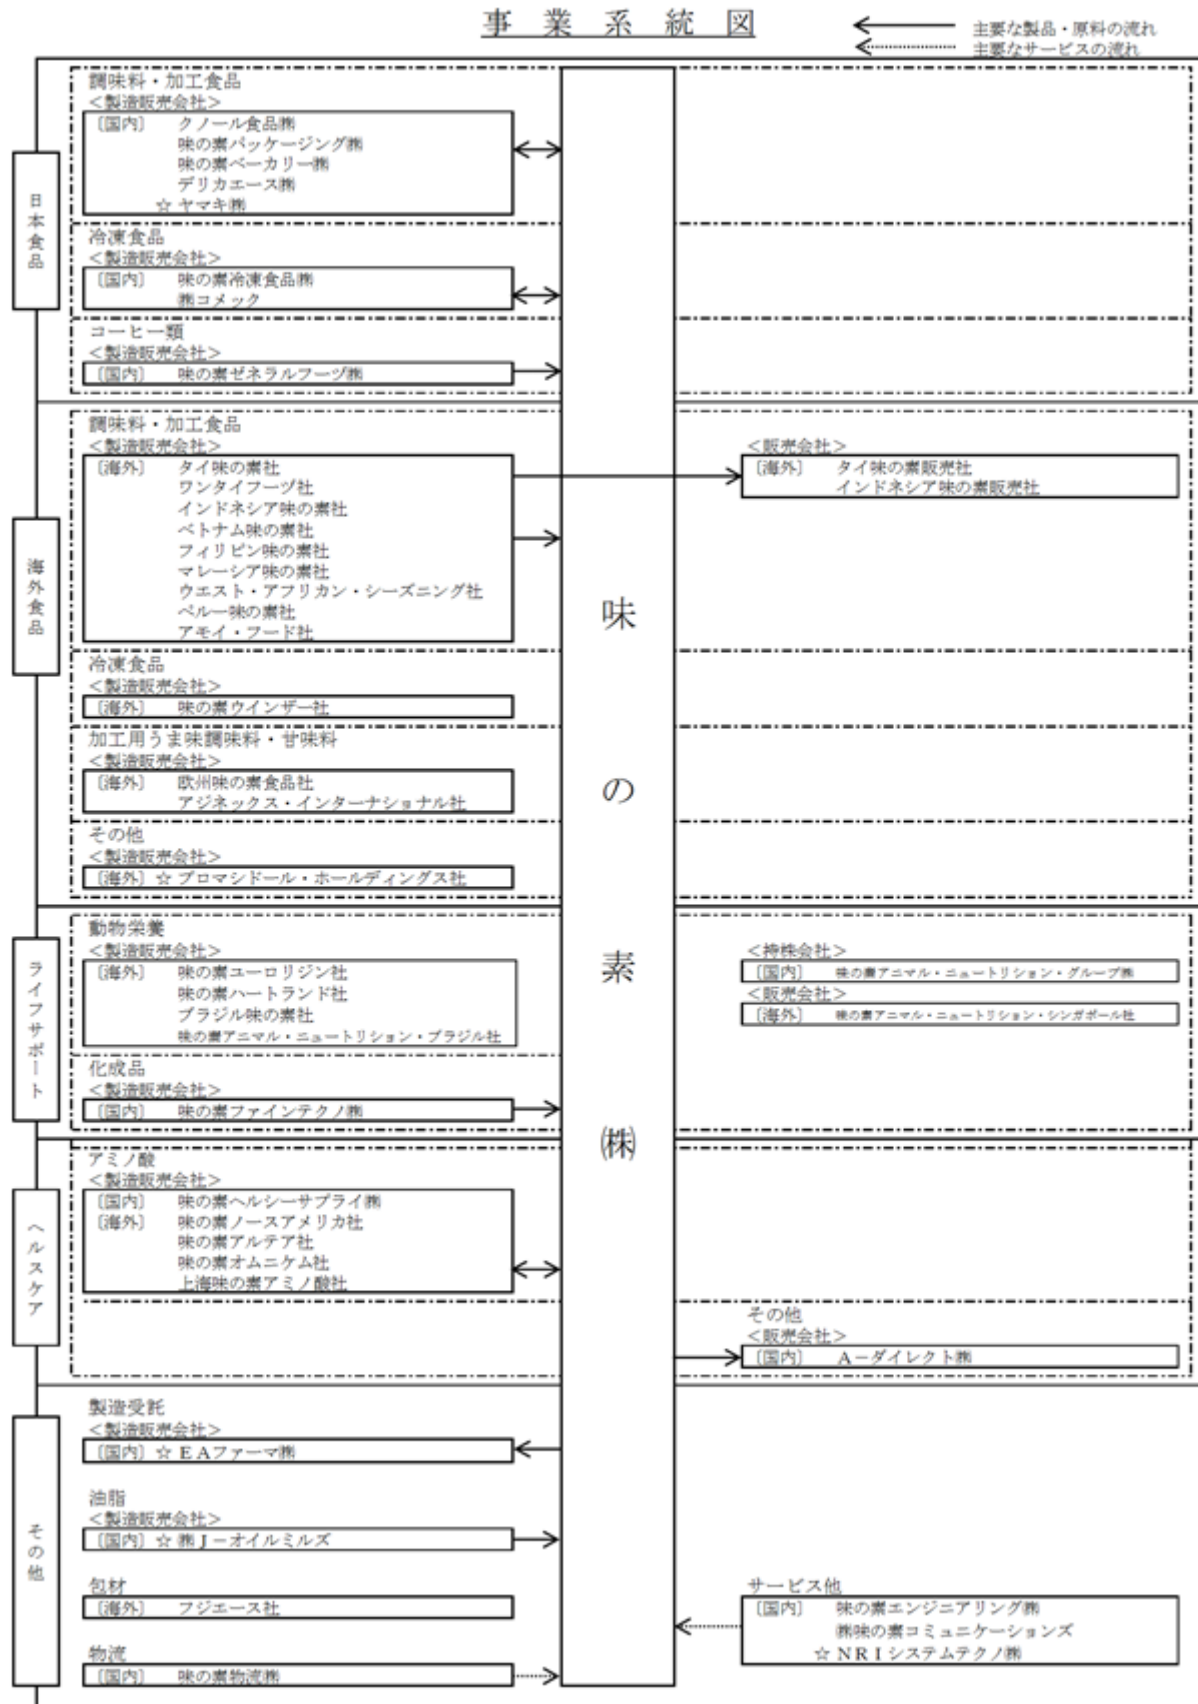 事業系統図
主要な製品・原料の流れ
主要なサービスの流れ
日本食品
調味料・加工食品
＜製造販売会社＞
〔国内〕 クノール食品㈱
味の素パッケージング㈱
味の素ベーカリー㈱
デリカエース㈱
☆ ヤマキ㈱
冷凍食品
＜製造販売会社＞
〔国内〕 味の素冷凍食品㈱
㈱コメック
コーヒー類
＜製造販売会社＞
〔国内〕 味の素ゼネラルフーヅ㈱
海外食品
調味料・加工食品
＜製造販売会社＞
〔海外〕 タイ味の素社
ワンタイフーヅ社
インドネシア味の素社
ベトナム味の素社
フィリピン味の素社
マレーシア味の素社
ウエスト・アフリカン・シーズニング社
ペルー味の素社
アモイ・フード社
＜販売会社＞
〔海外〕 タイ味の素販売社
インドネシア味の素販売社
冷凍食品
＜製造販売会社＞
〔海外〕 味の素ウインザー社
加工用うま味調味料・甘味料
＜製造販売会社＞
〔海外〕 欧州味の素食品社
アジネックス・インターナショナル社
その他
＜製造販売会社＞
〔海外〕 ☆ プロマシドール・ホールディングス社
味の素㈱
ライフサポート
動物栄養
＜製造販売会社＞
〔海外〕 味の素ユーロリジン社
味の素ハートランド社
ブラジル味の素社
味の素アニマル・ニュートリション・ブラジル社
＜持株会社＞
〔国内〕 味の素アニマル・ニュートリション・グループ㈱
＜販売会社＞
〔海外〕 味の素アニマル・ニュートリション・シンガポール社
化成品
＜製造販売会社＞
〔国内〕 味の素ファインテクノ㈱
ヘルスケア
アミノ酸
＜製造販売会社＞
〔国内〕 味の素ヘルシーサプライ㈱
〔海外〕 味の素ノースアメリカ社
味の素アルテア社
味の素オムニケム社
上海味の素アミノ酸社
その他
＜販売会社＞
〔国内〕 Ａ－ダイレクト㈱
その他
製造受託
＜製造販売会社＞
〔国内〕 ☆ ＥＡファーマ㈱
油脂
＜製造販売会社＞
〔国内〕 ☆ ㈱Ｊ－オイルミルズ
包材
〔海外〕 フジエース社
物流
〔国内〕 味の素物流㈱
サービス他
〔国内〕 味の素エンジニアリング㈱
㈱味の素コミュニケーションズ
☆ ＮＲＩシステムテクノ㈱